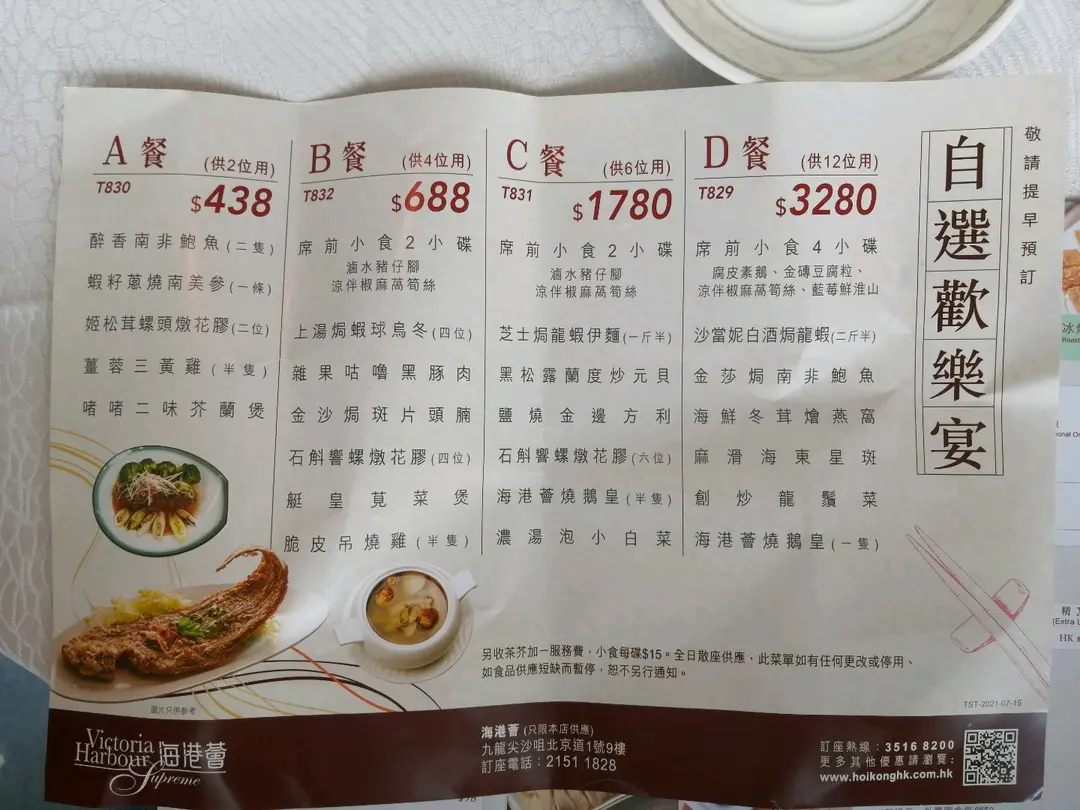 敬請提早預訂
自選歡樂宴
A餐 (供2位用)
T830
$438
醉香南非鮑魚(二隻)
蝦籽蔥燒南美參(一條)
姬松茸螺頭燉花膠(二位)
薑蓉三黃雞(半隻)
啫啫二味芥蘭煲
B餐 (供4位用)
T832
$688
席前小食2小碟
滷水豬仔腳
涼伴椒麻萵筍絲
上湯焗蝦球烏冬(四位)
雜果咕嚕黑豚肉
金沙焗斑片頭腩
石斛響螺燉花膠(四位)
艇皇莧菜煲
脆皮吊燒雞(半隻)
C餐 (供6位用)
T831
$1780
席前小食2小碟
滷水豬仔腳
涼伴椒麻萵筍絲
芝士焗龍蝦伊麵(一斤半)
黑松露蘭度炒元貝
鹽燒金邊方利
石斛響螺燉花膠(六位)
海港薈燒鵝皇(半隻)
濃湯泡小白菜
D餐 (供12位用)
T829
$3280
席前小食4小碟
腐皮素鵝、金磚豆腐粒、
涼伴椒麻萵筍絲、藍莓鮮淮山
沙當妮白酒焗龍蝦(二斤半)
金莎焗南非鮑魚
海鮮冬茸燴燕窩
麻滑海東星斑
創炒龍鬚菜
海港薈燒鵝皇(一隻)
另收茶芥加一服務費，小食每碟$15。全日散座供應，此菜單如有任何更改或停用、
如食品供應短缺而暫停，恕不另行通知。
圖片只供參考
TST-2021-07-15
Victoria
Harbour
Supreme
海港薈
海港薈(只限本店供應)
九龍尖沙咀北京道1號9樓
訂座電話：2151 1828
訂座熱線：3516 8200
更多其他優惠請瀏覽：
www.hoikonghk.com.hk
冰
Roast
精
(Extra L
HK